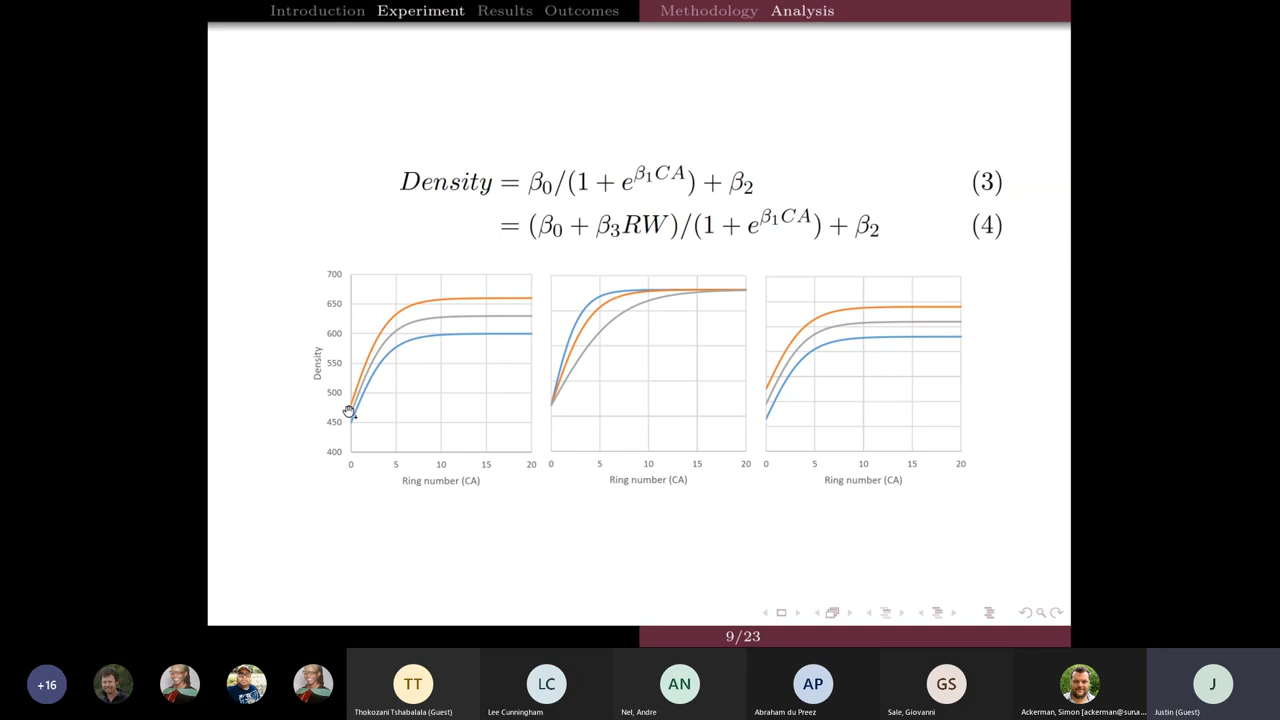 Introduction Experiment Results Outcomes Methodology Analysis
Density = β₀/(1 + e^{β₁CA}) + β₂ (3)
= (β₀ + β₃RW)/(1 + e^{β₁CA}) + β₂ (4)
Density
700
650
600
550
500
450
400
0 5 10 15 20
Ring number (CA)
0 5 10 15 20
Ring number (CA)
0 5 10 15 20
Ring number (CA)
9/23
+16
TT
Thokozani Tshabalala (Guest)
LC
Lee Cunningham
AN
Nel, Andre
AP
Abraham du Preez
GS
Sale, Giovanni
Ackerman, Simon [ackerman@suna...
J
Justin (Guest)